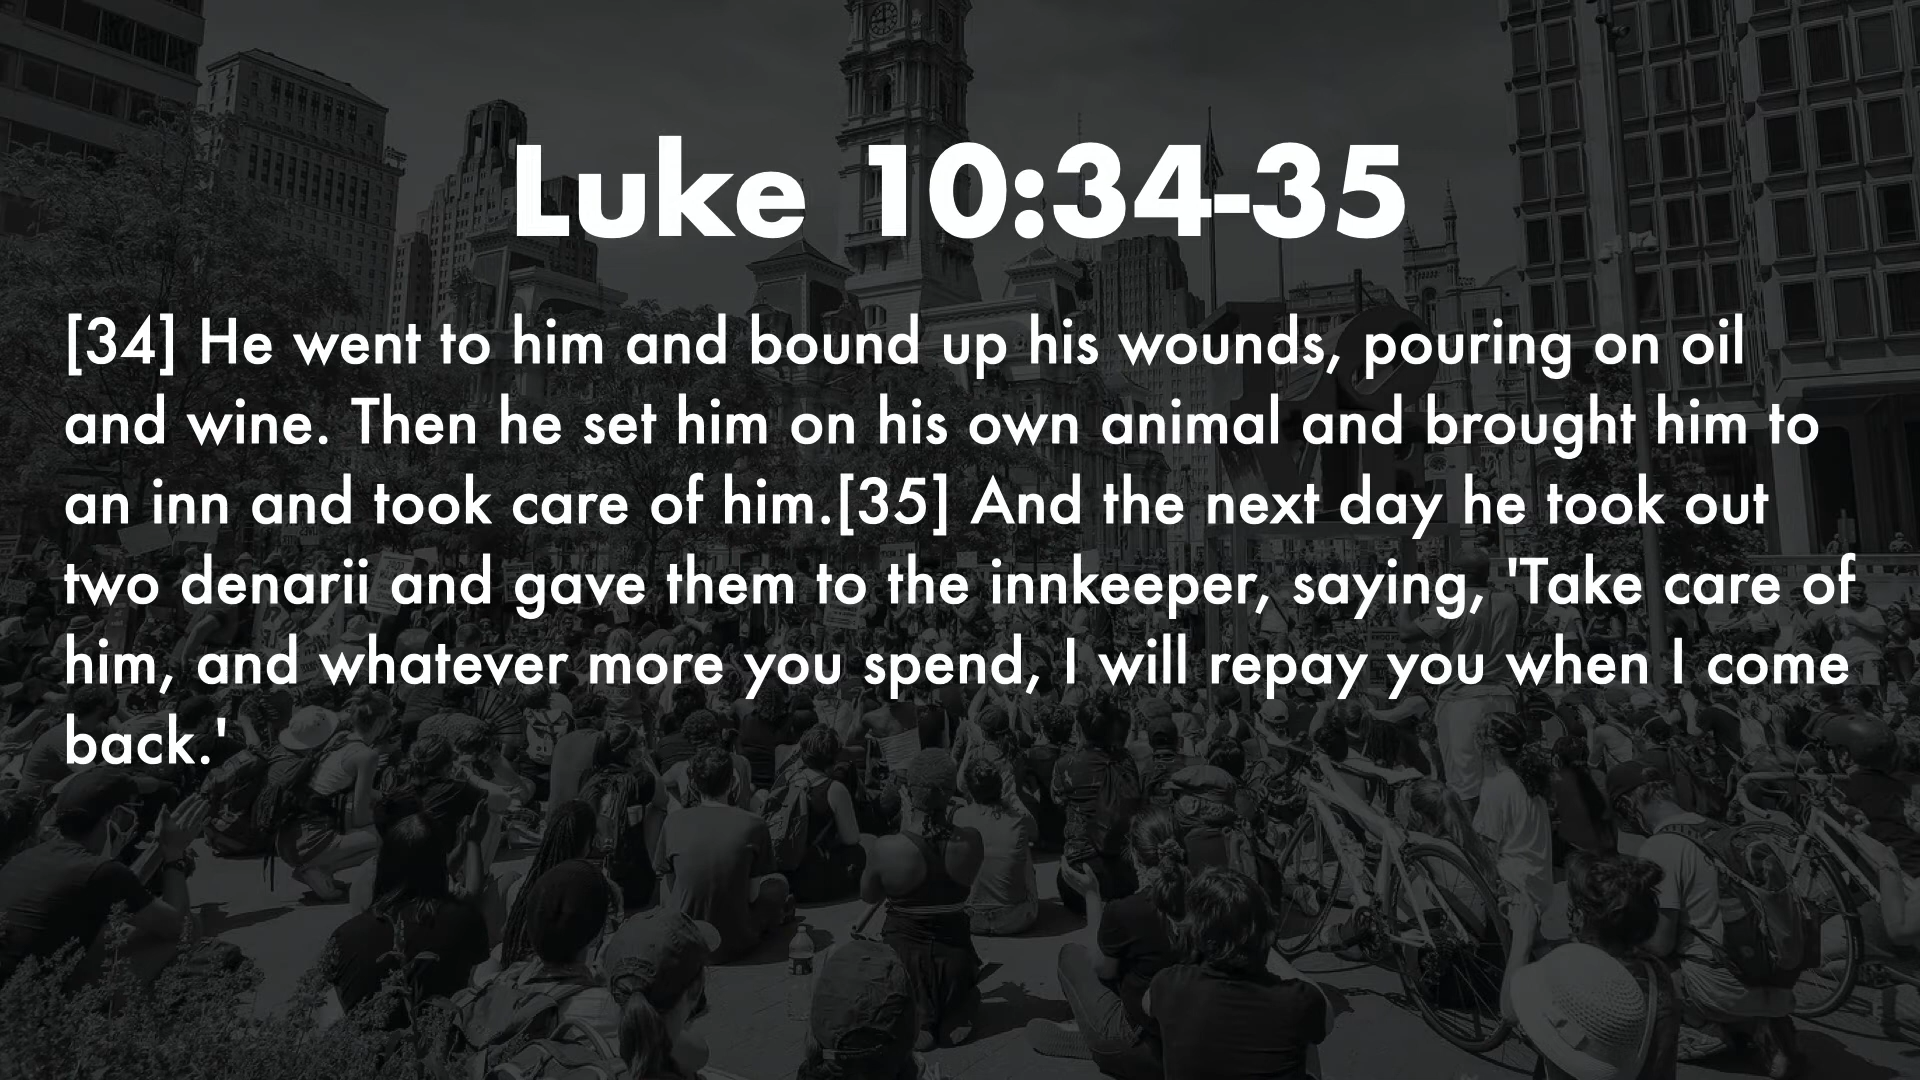 Luke 10:34-35
[34] He went to him and bound up his wounds, pouring on oil
and wine. Then he set him on his own animal and brought him to
an inn and took care of him.[35] And the next day he took out
two denarii and gave them to the innkeeper, saying, 'Take care of
him, and whatever more you spend, I will repay you when I come
back.'